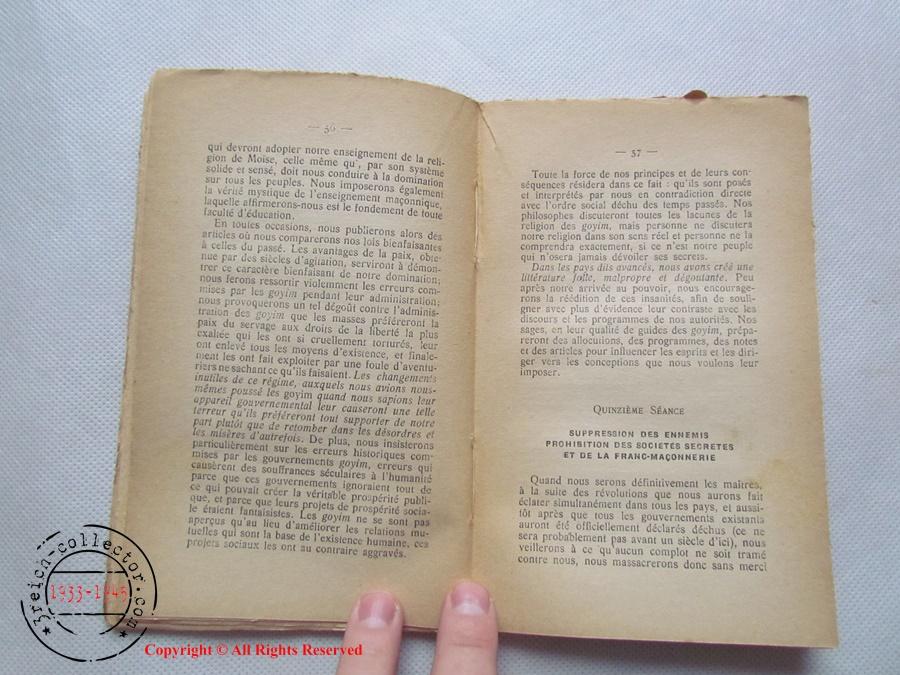 — 56 —
qui devront adopter notre enseignement de la reli-
gion de Moïse, celle même qui, par son système
solide et sensé, doit nous conduire à la domination
sur tous les peuples. Nous imposerons également
la vérité mystique de l'enseignement maçonnique,
laquelle affirmerons-nous est le fondement de toute
faculté d'éducation.
En toutes occasions, nous publierons alors des
articles où nous comparerons nos lois bienfaisantes
à celles du passé. Les avantages de la paix, obte-
nue par des siècles d'agitation, serviront à démon-
trer ce caractère bienfaisant de notre domination;
nous ferons ressortir violemment les erreurs com-
mises par les goyim pendant leur administration;
nous provoquerons un tel dégoût contre l'adminis-
tration des goyim que les masses préféreront la
paix du servage aux droits de la liberté la plus
exaltée qui les ont si cruellement torturés, leur
ont enlevé tous les moyens d'existence, et finale-
ment les ont fait exploiter par une foule d'aventu-
riers ne sachant ce qu'ils faisaient. Les changements
inutiles de ce régime, auxquels nous avions nous-
mêmes poussé les goyim quand nous sapions leur
appareil gouvernemental leur causeront une telle
terreur qu'ils préféreront tout supporter de notre
part plutôt que de retomber dans les désordres et
les misères d'autrefois. De plus, nous insisterons
particulièrement sur les erreurs historiques com-
mises par les gouvernements goyim, erreurs qui
causèrent des souffrances séculaires à l'humanité
parce que ces gouvernements ignoraient tout de
ce qui pouvait créer la véritable prospérité publi-
que, et parce que leurs projets de prospérité socia-
le étaient fantaisistes. Les goyim ne se sont pas
aperçus qu'au lieu d'améliorer les relations mu-
tuelles qui sont la base de l'existence humaine, ces
projets sociaux les ont au contraire aggravés.
— 57 —
Toute la force de nos principes et de leurs con-
séquences résidera dans ce fait : qu'ils sont posés
et interprétés par nous en contradiction directe
avec l'ordre social déchu des temps passés. Nos
philosophes discuteront toutes les lacunes de la
religion des goyim, mais personne ne discutera
notre religion dans son sens réel et personne ne la
comprendra exactement, si ce n'est notre peuple
qui n'osera jamais dévoiler ses secrets.
Dans les pays dits avancés, nous avons créé une
littérature folle, malpropre et dégoutante. Peu
après notre arrivée au pouvoir, nous encourage-
rons la réédition de ces insanités, afin de souli-
gner avec plus d'évidence leur contraste avec les
discours et les programmes de nos autorités. Nos
sages, en leur qualité de guides des goyim, prépa-
reront des allocutions, des programmes, des notes
et des articles pour influencer les esprits et les diri-
ger vers les conceptions que nous voulons leur
imposer.
QUINZIÈME SÉANCE
SUPPRESSION DES ENNEMIS
PROHIBITION DES SOCIETES SECRETES
ET DE LA FRANC-MAÇONNERIE
Quand nous serons définitivement les maîtres,
à la suite des révolutions que nous aurons fait
éclater simultanément dans tous les pays, et aussi-
tôt après que tous les gouvernements existants
auront été officiellement déclarés déchus (ce ne
sera probablement pas avant un siècle d'ici), nous
veillerons à ce qu'aucun complot ne soit tramé
contre nous, nous massacrerons donc sans merci
3reich-collector.com
1933-1945
Copyright © All Rights Reserved